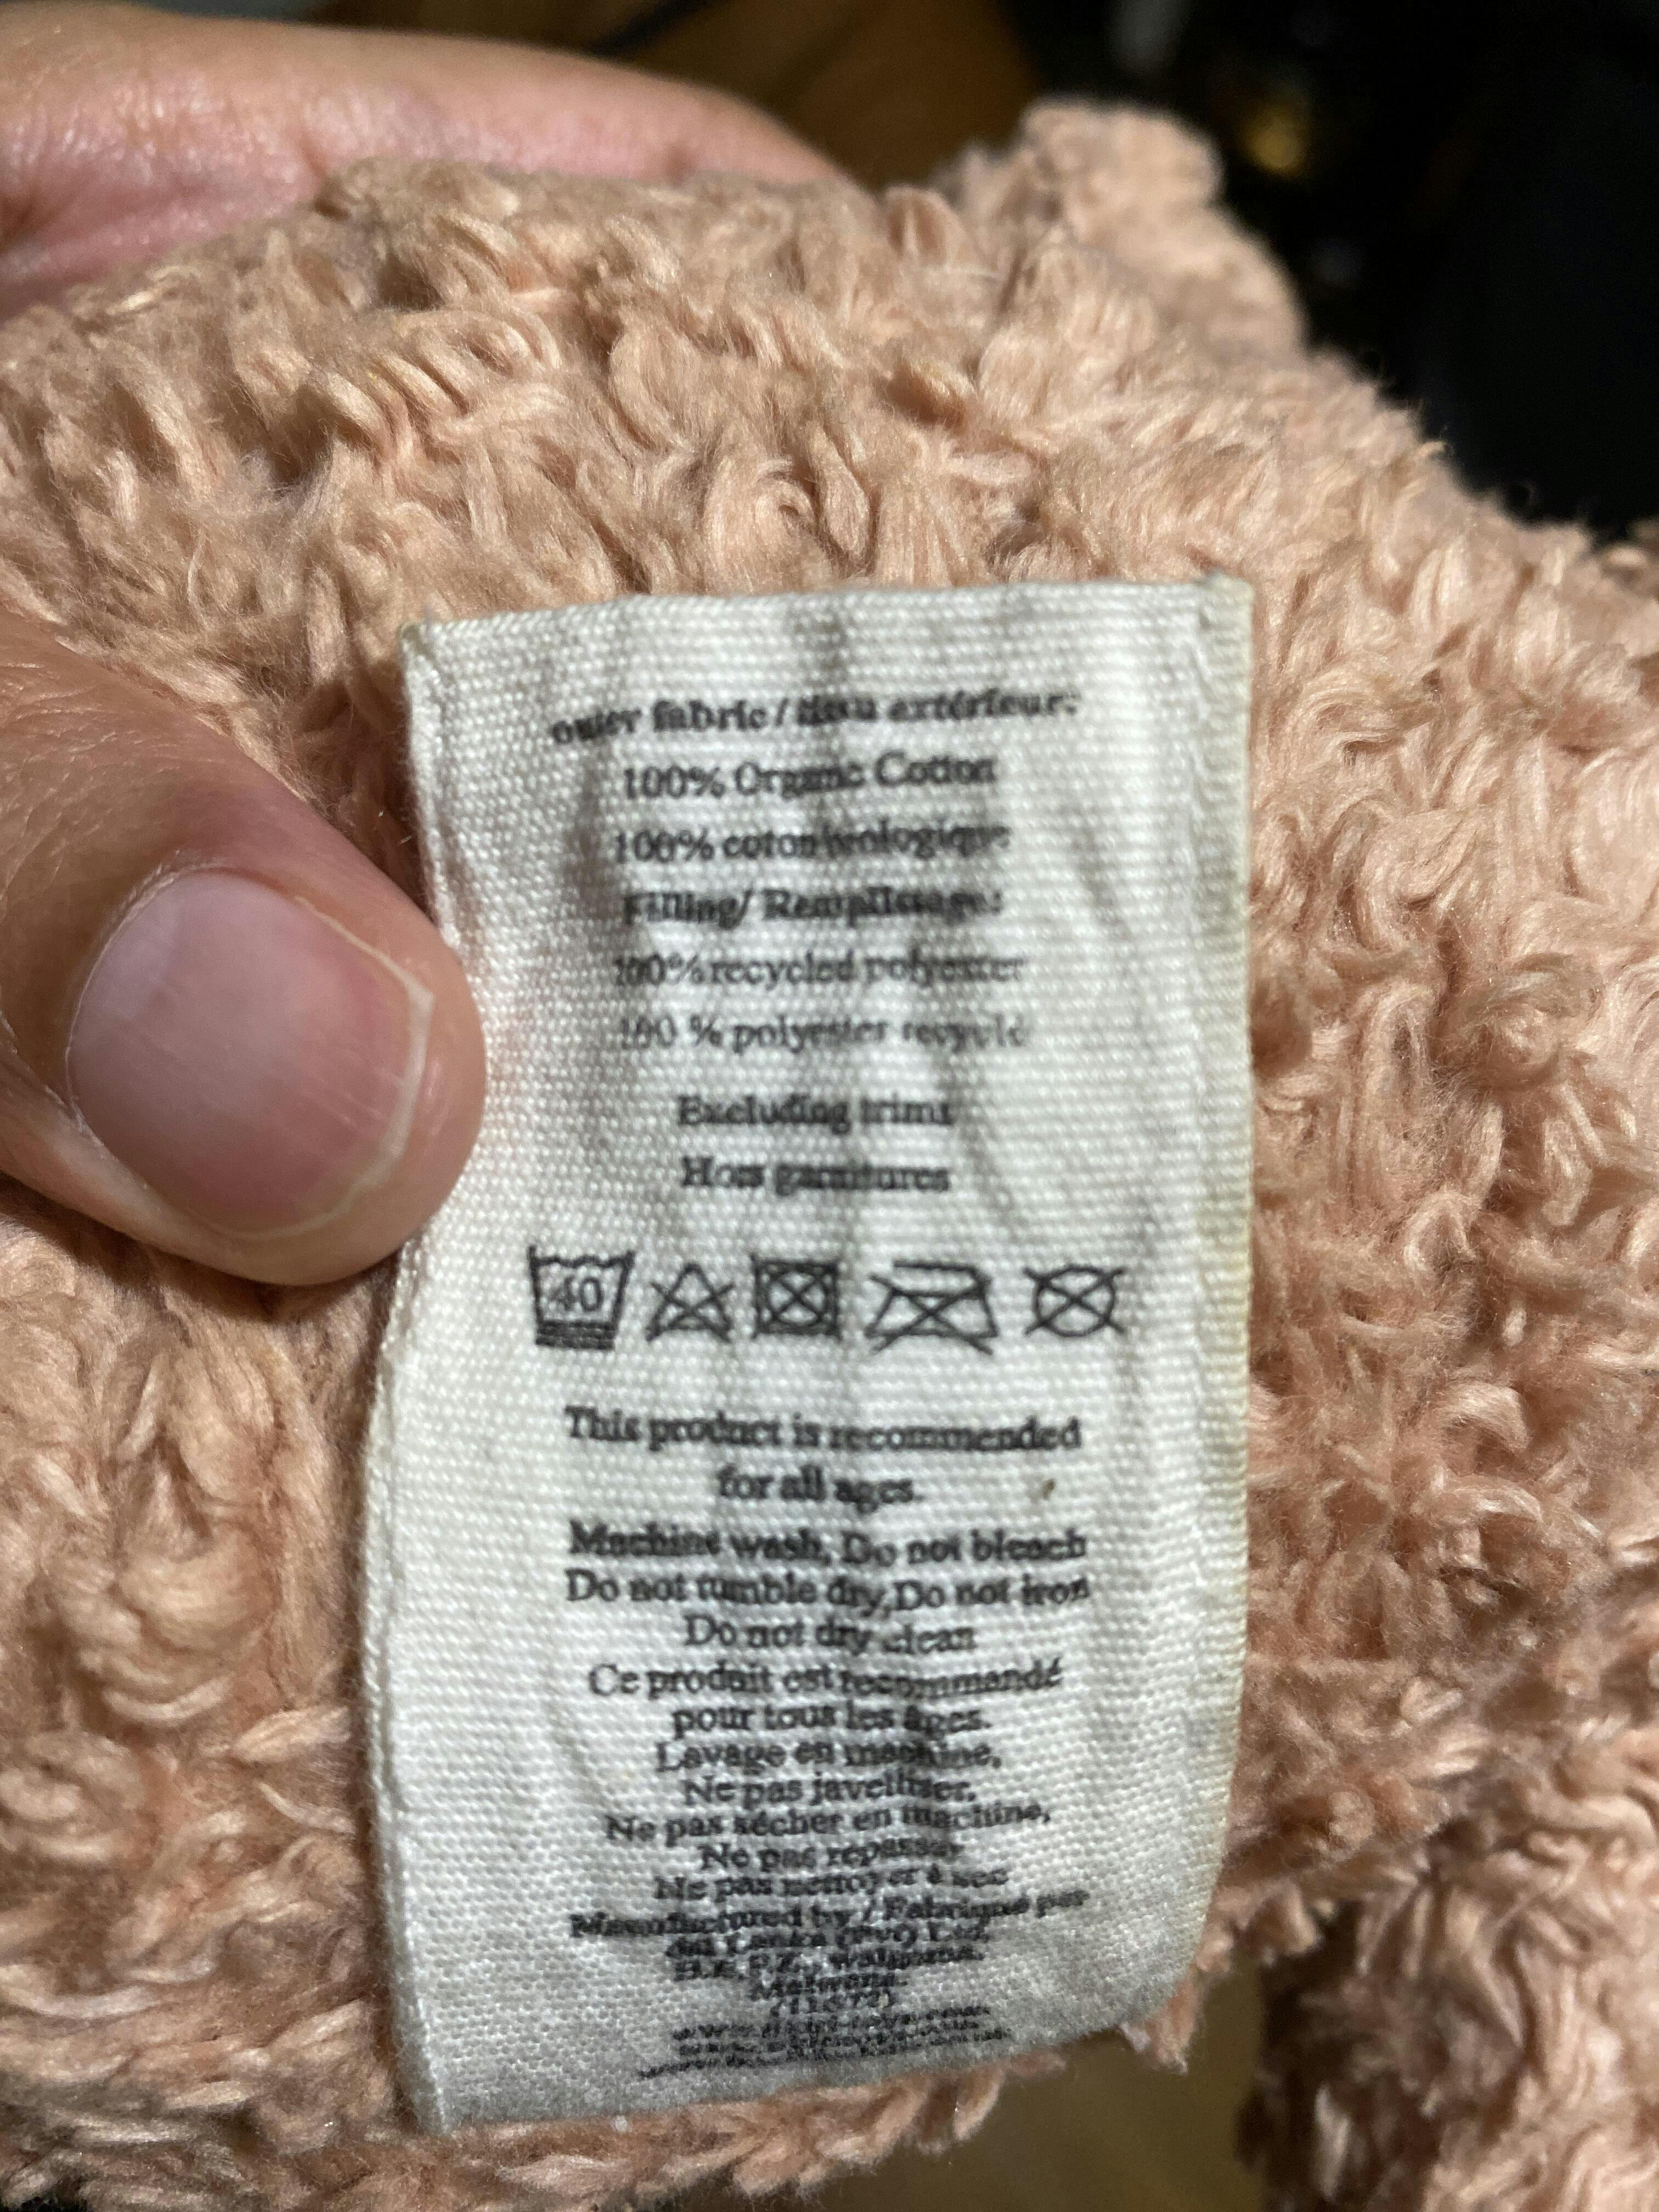 outer fabric / tissu extérieur:
100% Organic Cotton
100% coton biologique
Filling/ Remplissage:
100% recycled polyester
100 % polyester recyclé
Excluding trims
Hors garnitures
40
This product is recommended
for all ages.
Machine wash, Do not bleach
Do not tumble dry,Do not iron
Do not dry clean
Ce produit est recommandé
pour tous les âges.
Lavage en machine,
Ne pas javelliser,
Ne pas sécher en machine,
Ne pas repasser
Ne pas nettoyer à sec
Manufactured by / Fabriqué par
Lanka (Pvt) Ltd,
B.E.P.Z., Walgama,
Malwana.